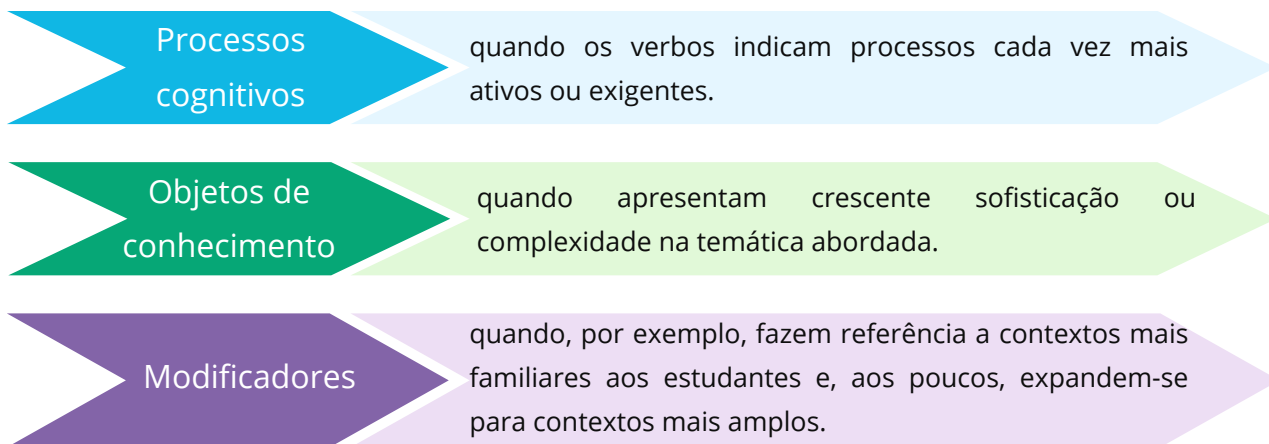 Processos
cognitivos
quando os verbos indicam processos cada vez mais
ativos ou exigentes.
Objetos de
conhecimento
quando apresentam crescente sofisticação ou
complexidade na temática abordada.
Modificadores
quando, por exemplo, fazem referência a contextos mais
familiares aos estudantes e, aos poucos, expandem-se
para contextos mais amplos.